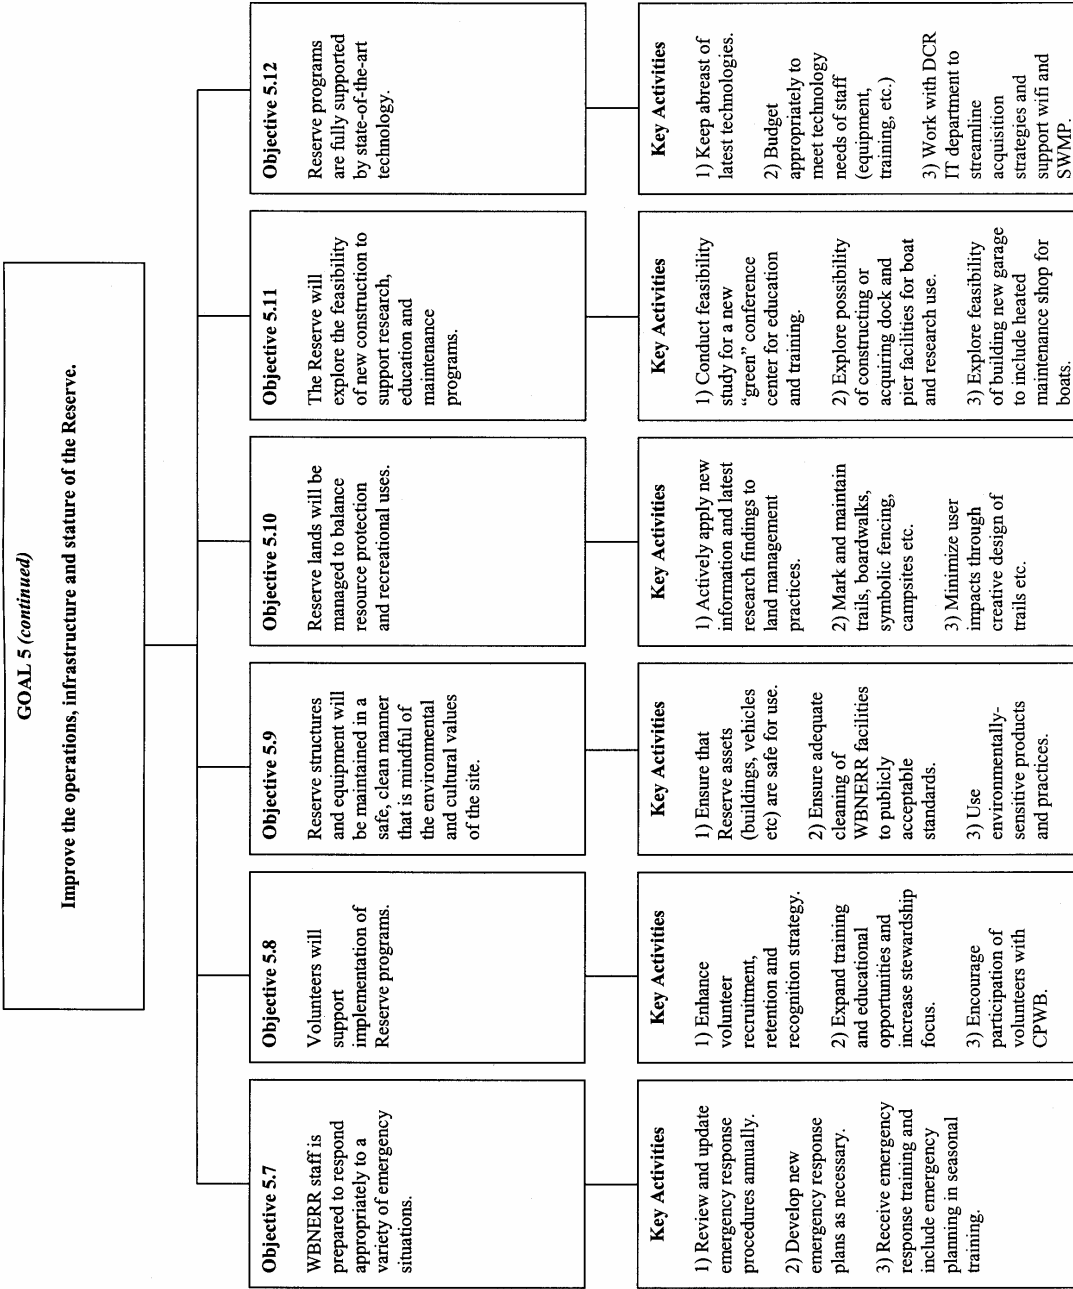 GOAL 5 (continued)
Improve the operations, infrastructure and stature of the Reserve.
Objective 5.7
WBNERR staff is
prepared to respond
appropriately to a
variety of emergency
situations.
Key Activities
1) Review and update
emergency response
procedures annually.
2) Develop new
emergency response
plans as necessary.
3) Receive emergency
response training and
include emergency
planning in seasonal
training.
Objective 5.8
Volunteers will
support
implementation of
Reserve programs.
Key Activities
1) Enhance
volunteer
recruitment,
retention and
recognition strategy.
2) Expand training
and educational
opportunities and
increase stewardship
focus.
3) Encourage
participation of
volunteers with
CPWB.
Objective 5.9
Reserve structures
and equipment will
be maintained in a
safe, clean manner
that is mindful of
the environmental
and cultural values
of the site.
Key Activities
1) Ensure that
Reserve assets
(buildings, vehicles
etc) are safe for use.
2) Ensure adequate
cleaning of
WBNERR facilities
to publicly
acceptable
standards.
3) Use
environmentally-
sensitive products
and practices.
Objective 5.10
Reserve lands will be
managed to balance
resource protection
and recreational uses.
Key Activities
1) Actively apply new
information and latest
research findings to
land management
practices.
2) Mark and maintain
trails, boardwalks,
symbolic fencing,
campsites etc.
3) Minimize user
impacts through
creative design of
trails etc.
Objective 5.11
The Reserve will
explore the feasibility
of new construction to
support research,
education and
maintenance
programs.
Key Activities
1) Conduct feasibility
study for a new
“green” conference
center for education
and training.
2) Explore possibility
of constructing or
acquiring dock and
pier facilities for boat
and research use.
3) Explore feasibility
of building new garage
to include heated
maintenance shop for
boats.
Objective 5.12
Reserve programs
are fully supported
by state-of-the-art
technology.
Key Activities
1) Keep abreast of
latest technologies.
2) Budget
appropriately to
meet technology
needs of staff
(equipment,
training, etc.)
3) Work with DCR
IT department to
streamline
acquisition
strategies and
support wifi and
SWMP.